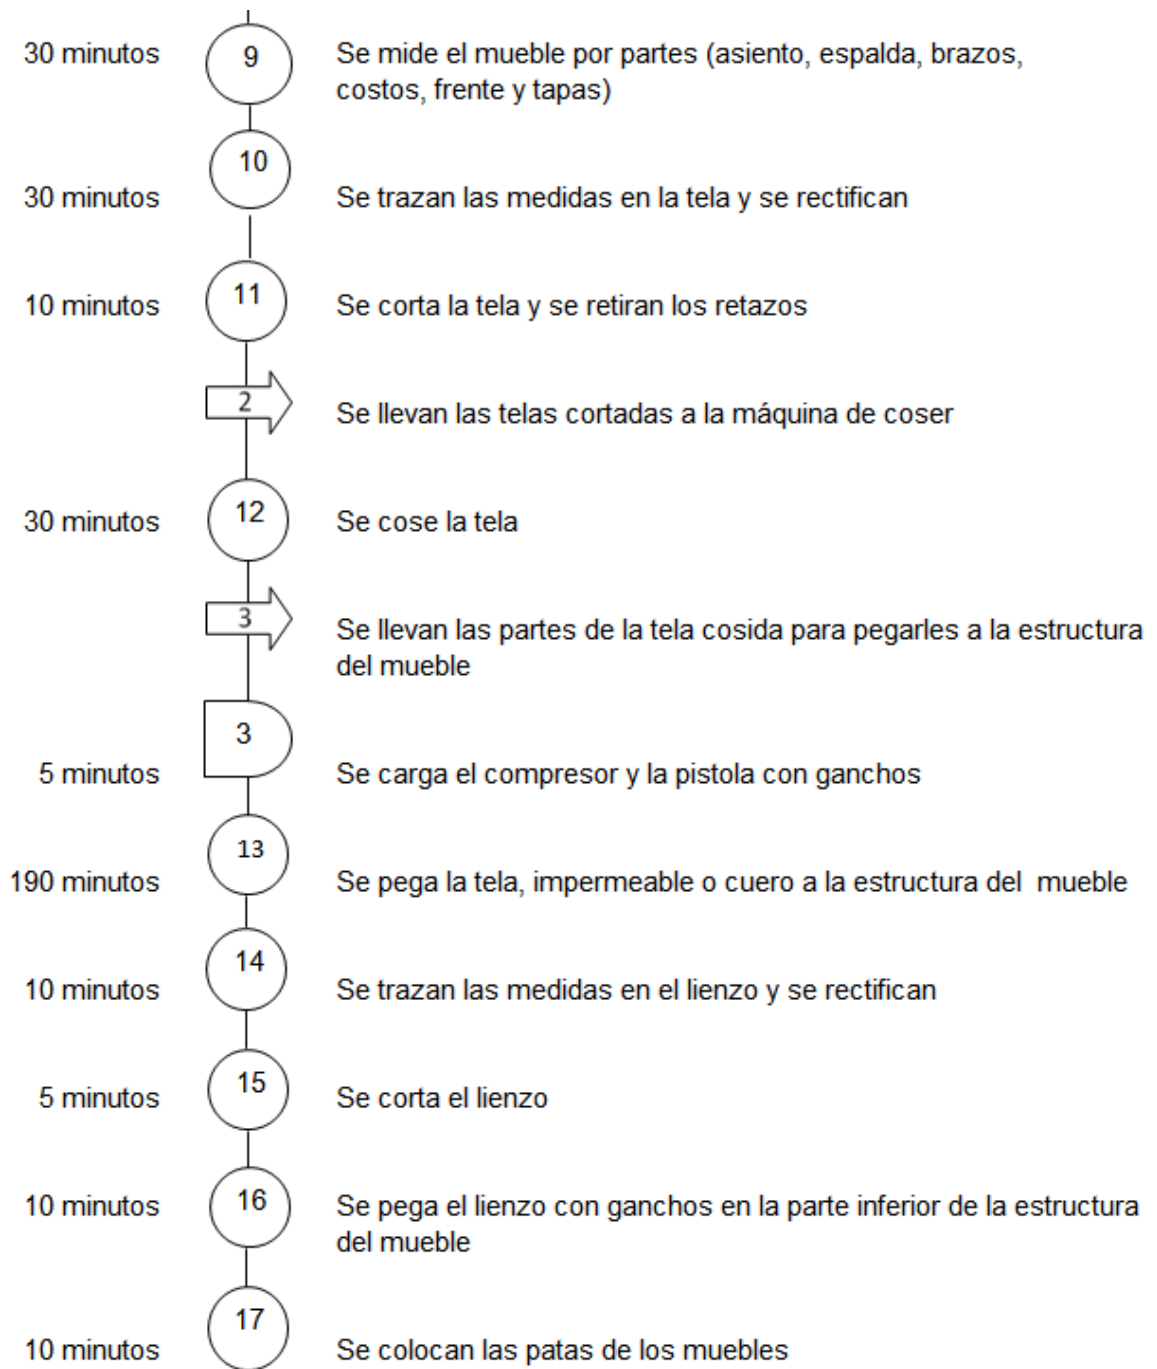 30 minutos 9 Se mide el mueble por partes (asiento, espalda, brazos,
costos, frente y tapas)
10
30 minutos Se trazan las medidas en la tela y se rectifican
10 minutos 11 Se corta la tela y se retiran los retazos
2
Se llevan las telas cortadas a la máquina de coser
30 minutos 12 Se cose la tela
3
Se llevan las partes de la tela cosida para pegarles a la estructura
del mueble
3
5 minutos Se carga el compresor y la pistola con ganchos
13
190 minutos Se pega la tela, impermeable o cuero a la estructura del mueble
14
10 minutos Se trazan las medidas en el lienzo y se rectifican
15
5 minutos Se corta el lienzo
10 minutos 16 Se pega el lienzo con ganchos en la parte inferior de la estructura
del mueble
17
10 minutos Se colocan las patas de los muebles